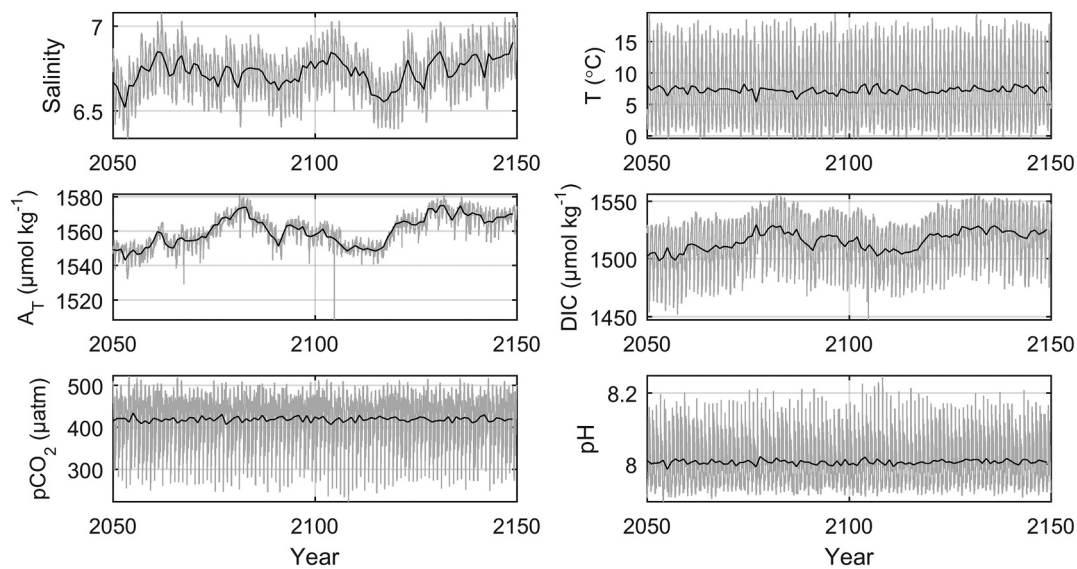 Salinity
7
6.5
2050 2100 2150
T (°C)
15
10
5
0
2050 2100 2150
A_T (μmol kg⁻¹)
1580
1560
1540
1520
2050 2100 2150
DIC (μmol kg⁻¹)
1550
1500
1450
2050 2100 2150
pCO₂ (μatm)
500
400
300
2050 2100 2150
Year
pH
8.2
8
2050 2100 2150
Year